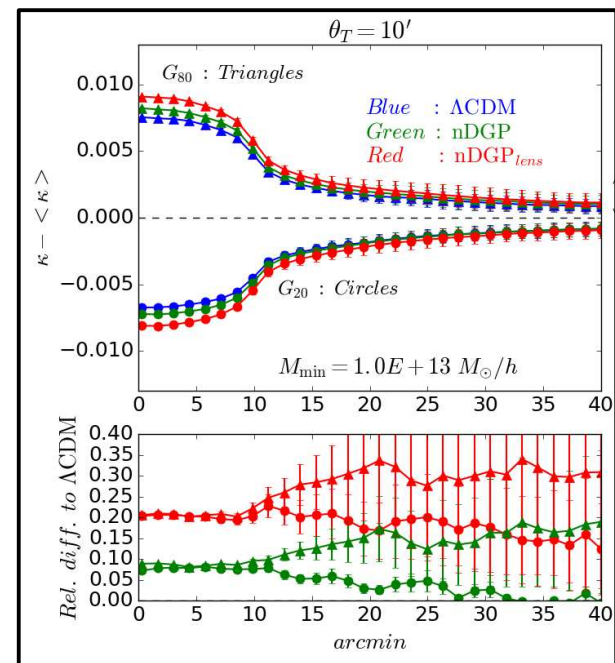 θ_T = 10′
G_80 : Triangles
Blue : ΛCDM
Green : nDGP
Red : nDGP_lens
G_20 : Circles
M_min = 1.0E + 13 M_⊙/h
κ− < κ >
0.010
0.005
0.000
−0.005
−0.010
0 5 10 15 20 25 30 35 40
Rel. diff. to ΛCDM
0.40
0.35
0.30
0.25
0.20
0.15
0.10
0.05
0.00
0 5 10 15 20 25 30 35 40
arcmin